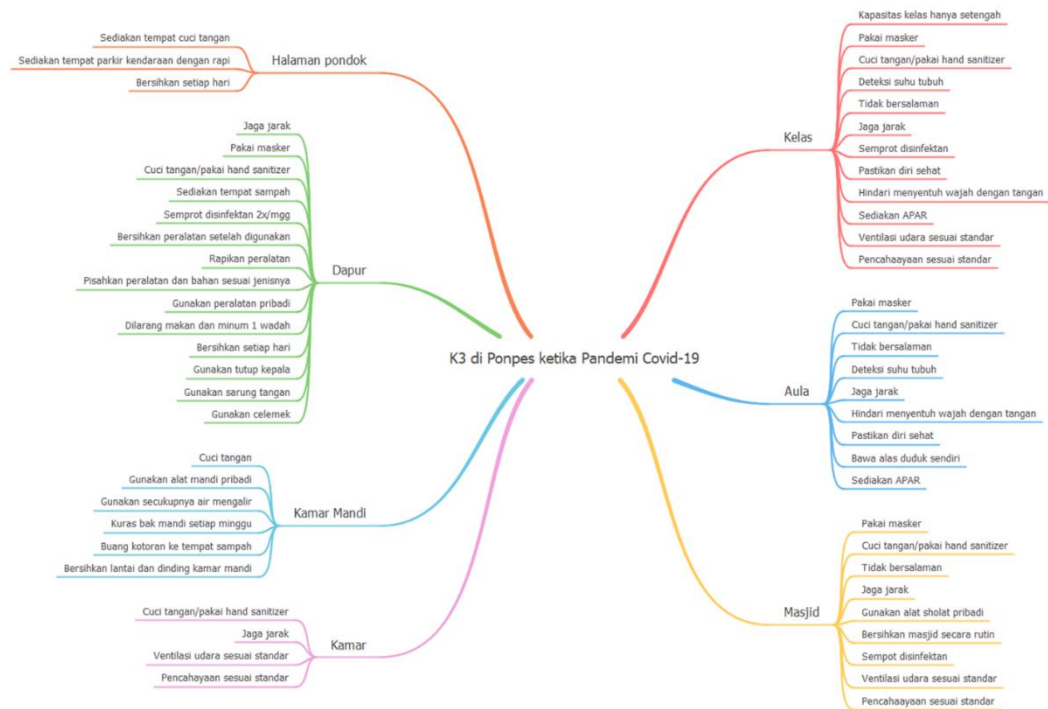 K3 di Ponpes ketika Pandemi Covid-19
Halaman pondok
Sediakan tempat cuci tangan
Sediakan tempat parkir kendaraan dengan rapi
Bersihkan setiap hari
Dapur
Jaga jarak
Pakai masker
Cuci tangan/pakai hand sanitizer
Sediakan tempat sampah
Semprot disinfektan 2x/mgg
Bersihkan peralatan setelah digunakan
Rapikan peralatan
Pisahkan peralatan dan bahan sesuai jenisnya
Gunakan peralatan pribadi
Dilarang makan dan minum 1 wadah
Bersihkan setiap hari
Gunakan tutup kepala
Gunakan sarung tangan
Gunakan celemek
Kamar Mandi
Cuci tangan
Gunakan alat mandi pribadi
Gunakan secukupnya air mengalir
Kuras bak mandi setiap minggu
Buang kotoran ke tempat sampah
Bersihkan lantai dan dinding kamar mandi
Kamar
Cuci tangan/pakai hand sanitizer
Jaga jarak
Ventilasi udara sesuai standar
Pencahayaan sesuai standar
Kelas
Kapasitas kelas hanya setengah
Pakai masker
Cuci tangan/pakai hand sanitizer
Deteksi suhu tubuh
Tidak bersalaman
Jaga jarak
Semprot disinfektan
Pastikan diri sehat
Hindari menyentuh wajah dengan tangan
Sediakan APAR
Ventilasi udara sesuai standar
Pencahaayaan sesuai standar
Aula
Pakai masker
Cuci tangan/pakai hand sanitizer
Tidak bersalaman
Deteksi suhu tubuh
Jaga jarak
Hindari menyentuh wajah dengan tangan
Pastikan diri sehat
Bawa alas duduk sendiri
Sediakan APAR
Masjid
Pakai masker
Cuci tangan/pakai hand sanitizer
Tidak bersalaman
Jaga jarak
Gunakan alat sholat pribadi
Bersihkan masjid secara rutin
Sempot disinfektan
Ventilasi udara sesuai standar
Pencahaayaan sesuai standar